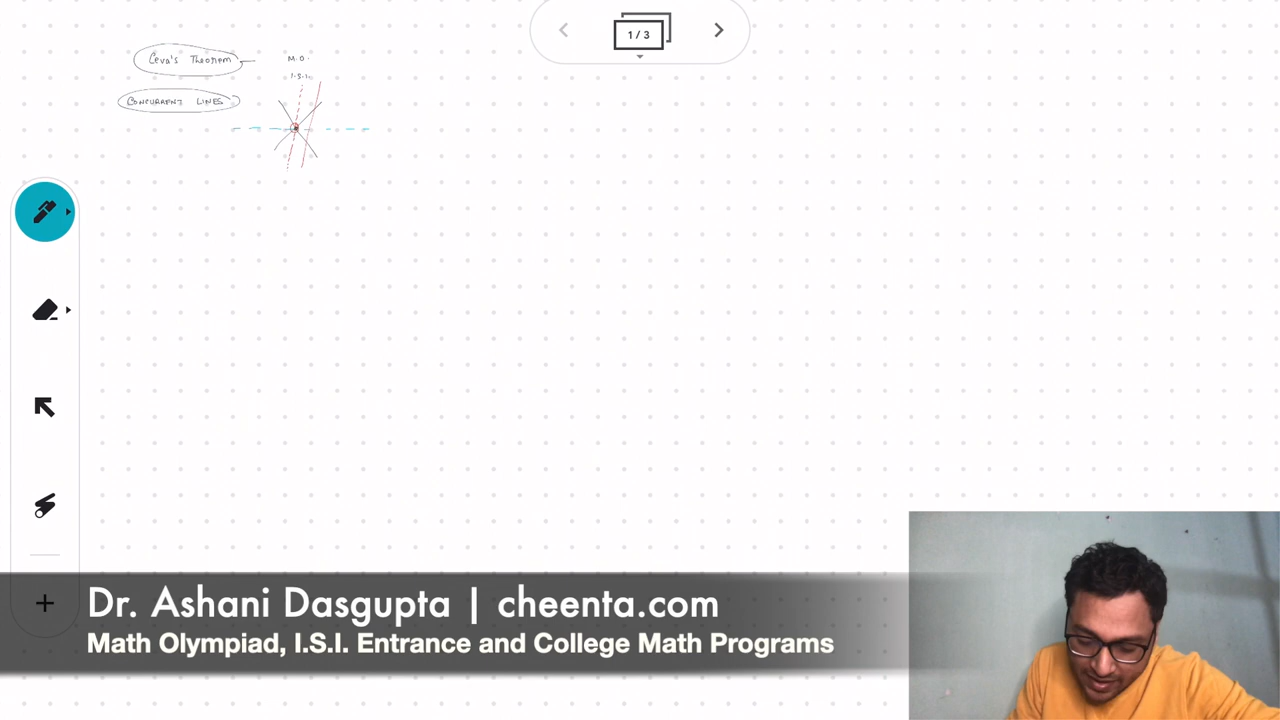 1 / 3
Ceva's Theorem
M.O.
I.S.I.
CONCURRENT LINES
Dr. Ashani Dasgupta | cheenta.com
Math Olympiad, I.S.I. Entrance and College Math Programs